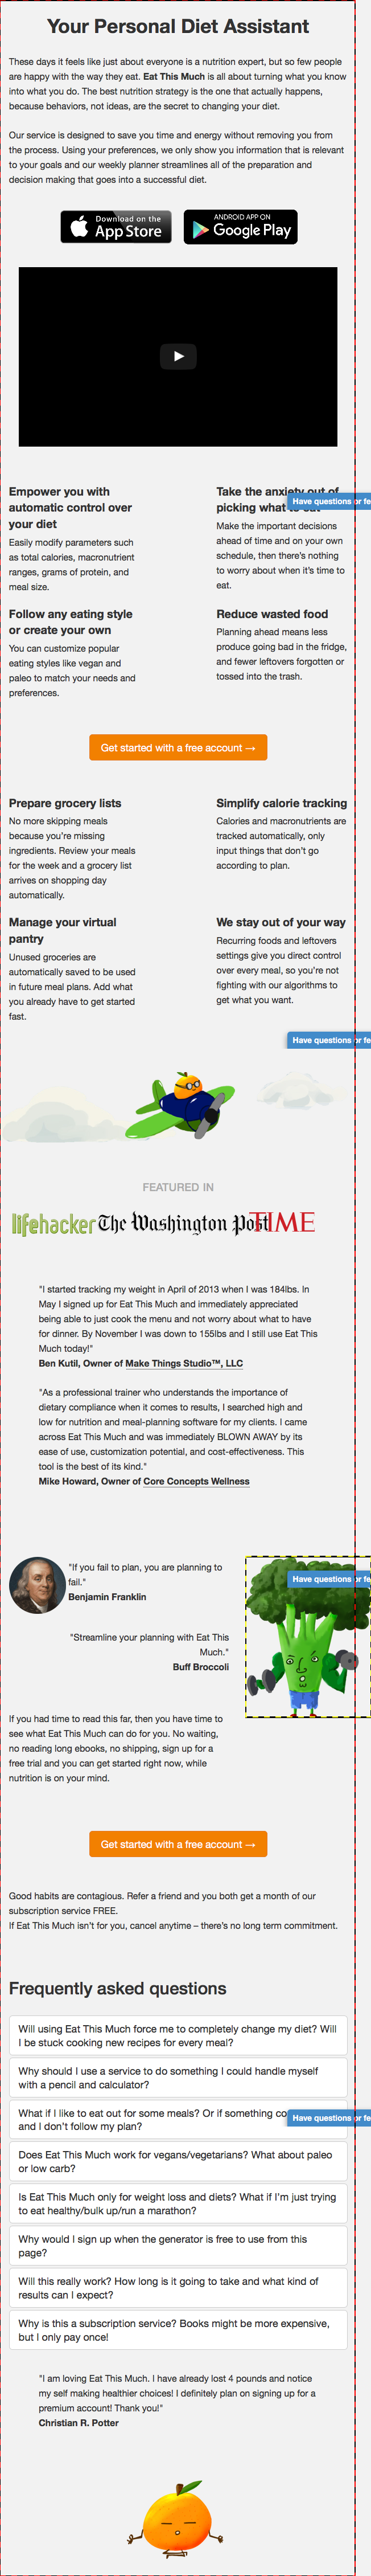 Your Personal Diet Assistant
These days it feels like just about everyone is a nutrition expert, but so few people
are happy with the way they eat. Eat This Much is all about turning what you know
into what you do. The best nutrition strategy is the one that actually happens,
because behaviors, not ideas, are the secret to changing your diet.
Our service is designed to save you time and energy without removing you from
the process. Using your preferences, we only show you information that is relevant
to your goals and our weekly planner streamlines all of the preparation and
decision making that goes into a successful diet.
Download on the
App Store
ANDROID APP ON
Google Play
Empower you with
automatic control over
your diet
Easily modify parameters such
as total calories, macronutrient
ranges, grams of protein, and
meal size.
Take the anxiety out of
picking what to eat
Have questions or fe
Make the important decisions
ahead of time and on your own
schedule, then there's nothing
to worry about when it's time to
eat.
Follow any eating style
or create your own
You can customize popular
eating styles like vegan and
paleo to match your needs and
preferences.
Reduce wasted food
Planning ahead means less
produce going bad in the fridge,
and fewer leftovers forgotten or
tossed into the trash.
Get started with a free account →
Prepare grocery lists
No more skipping meals
because you're missing
ingredients. Review your meals
for the week and a grocery list
arrives on shopping day
automatically.
Simplify calorie tracking
Calories and macronutrients are
tracked automatically, only
input things that don't go
according to plan.
Manage your virtual
pantry
Unused groceries are
automatically saved to be used
in future meal plans. Add what
you already have to get started
fast.
We stay out of your way
Recurring foods and leftovers
settings give you direct control
over every meal, so you're not
fighting with our algorithms to
get what you want.
Have questions or fe
FEATURED IN
lifehacker The Washington Post TIME
"I started tracking my weight in April of 2013 when I was 184lbs. In
May I signed up for Eat This Much and immediately appreciated
being able to just cook the menu and not worry about what to have
for dinner. By November I was down to 155lbs and I still use Eat This
Much today!"
Ben Kutil, Owner of Make Things Studio™, LLC
"As a professional trainer who understands the importance of
dietary compliance when it comes to results, I searched high and
low for nutrition and meal-planning software for my clients. I came
across Eat This Much and was immediately BLOWN AWAY by its
ease of use, customization potential, and cost-effectiveness. This
tool is the best of its kind."
Mike Howard, Owner of Core Concepts Wellness
"If you fail to plan, you are planning to
fail."
Benjamin Franklin
Have questions or fe
"Streamline your planning with Eat This
Much."
Buff Broccoli
If you had time to read this far, then you have time to
see what Eat This Much can do for you. No waiting,
no reading long ebooks, no shipping, sign up for a
free trial and you can get started right now, while
nutrition is on your mind.
Get started with a free account →
Good habits are contagious. Refer a friend and you both get a month of our
subscription service FREE.
If Eat This Much isn't for you, cancel anytime – there's no long term commitment.
Frequently asked questions
Will using Eat This Much force me to completely change my diet? Will
I be stuck cooking new recipes for every meal?
Why should I use a service to do something I could handle myself
with a pencil and calculator?
What if I like to eat out for some meals? Or if something co
Have questions or fe
and I don't follow my plan?
Does Eat This Much work for vegans/vegetarians? What about paleo
or low carb?
Is Eat This Much only for weight loss and diets? What if I'm just trying
to eat healthy/bulk up/run a marathon?
Why would I sign up when the generator is free to use from this
page?
Will this really work? How long is it going to take and what kind of
results can I expect?
Why is this a subscription service? Books might be more expensive,
but I only pay once!
"I am loving Eat This Much. I have already lost 4 pounds and notice
my self making healthier choices! I definitely plan on signing up for a
premium account! Thank you!"
Christian R. Potter